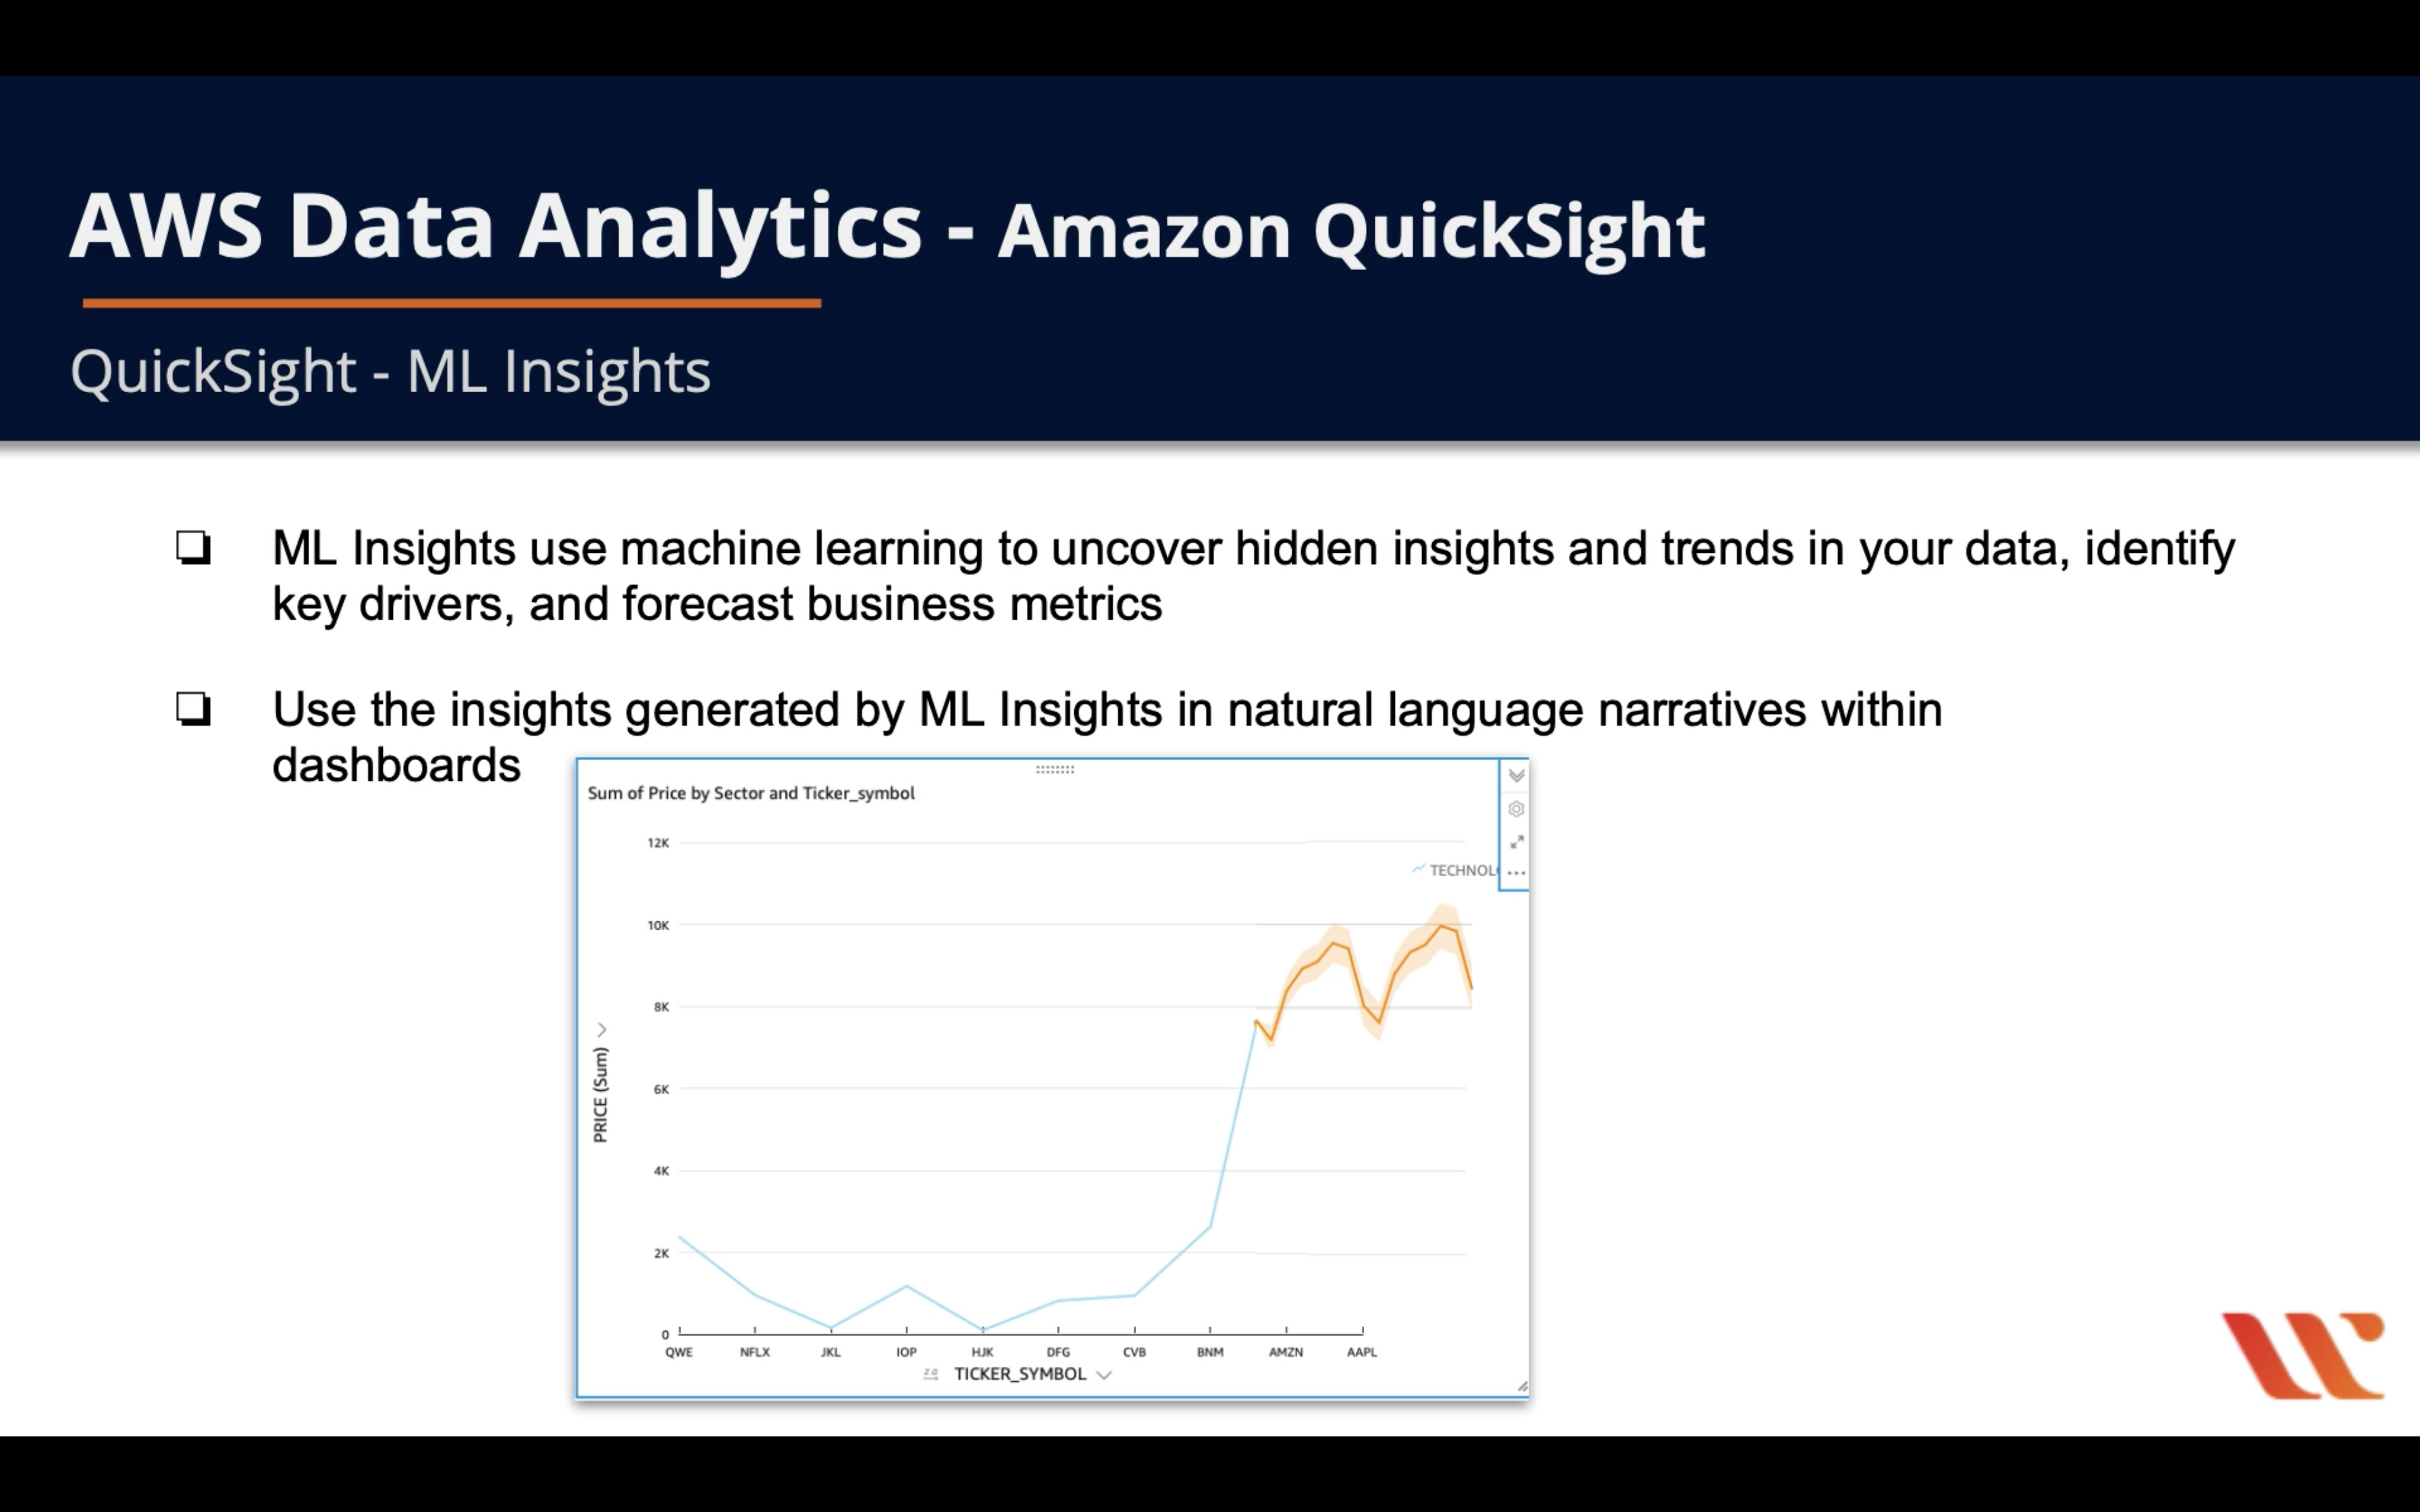 AWS Data Analytics - Amazon QuickSight
QuickSight - ML Insights
ML Insights use machine learning to uncover hidden insights and trends in your data, identify
key drivers, and forecast business metrics
Use the insights generated by ML Insights in natural language narratives within
dashboards
Sum of Price by Sector and Ticker_symbol
12K
TECHNOL
10K
8K
6K
4K
2K
0
PRICE (Sum)
QWE NFLX JKL IOP HJK DFG CVB BNM AMZN AAPL
TICKER_SYMBOL